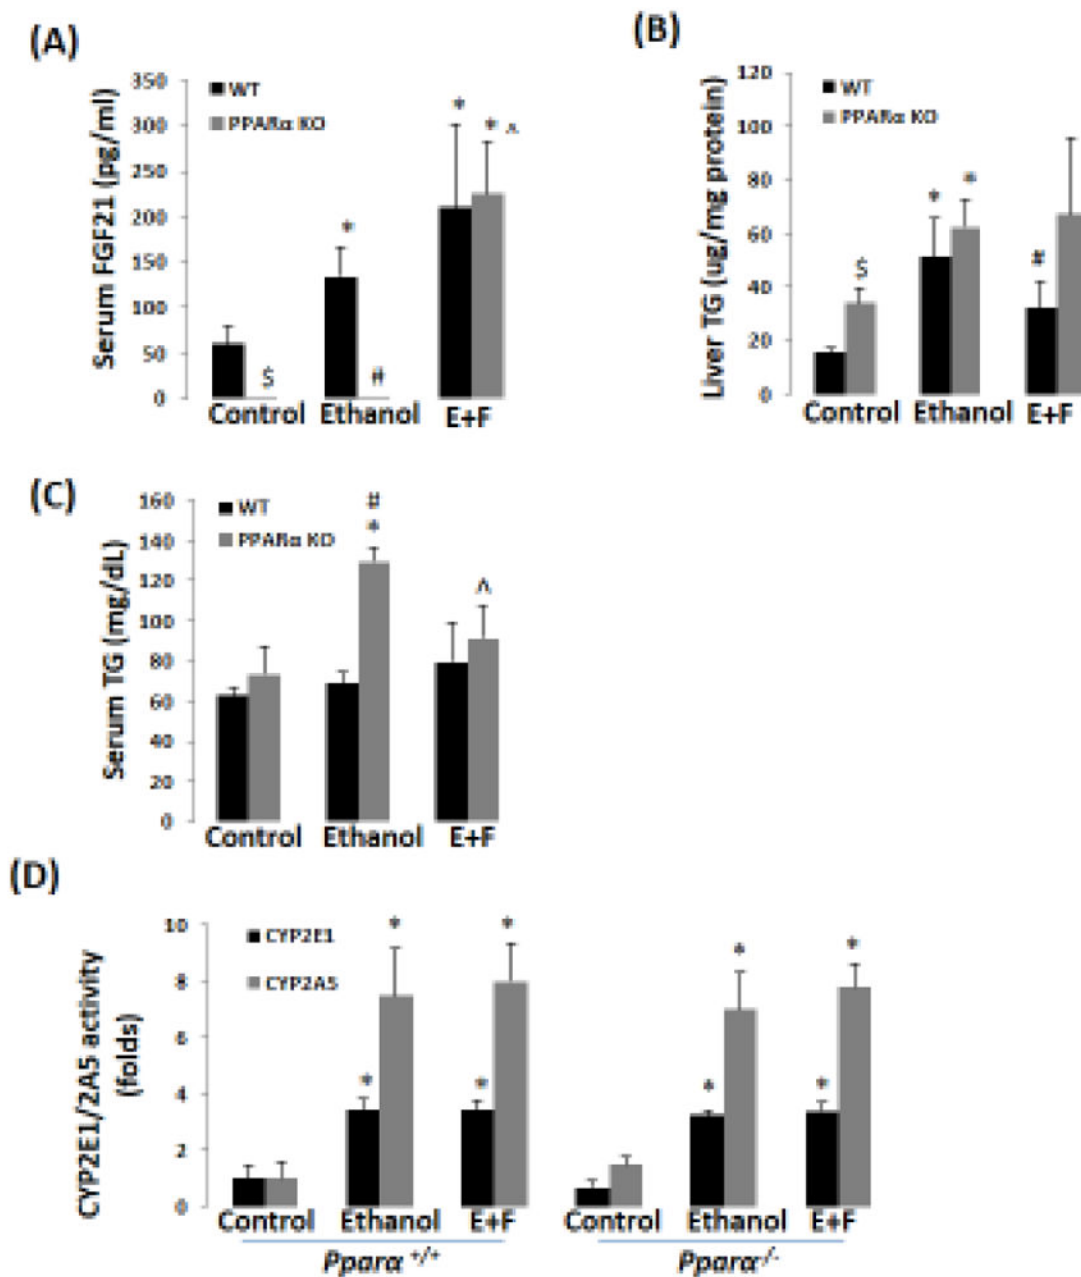 (A)
Serum FGF21 (pg/ml)
350
300
250
200
150
100
50
0
WT
PPARα KO
$
*
#
*
* ^
Control Ethanol E+F
(B)
Liver TG (ug/mg protein)
120
100
80
60
40
20
0
WT
PPARα KO
$
* *
#
Control Ethanol E+F
(C)
Serum TG (mg/dL)
160
140
120
100
80
60
40
20
0
WT
PPARα KO
#
*
^
Control Ethanol E+F
(D)
CYP2E1/2A5 activity
(folds)
10
8
6
4
2
0
CYP2E1
CYP2A5
* *
* *
* *
* *
Control Ethanol E+F Control Ethanol E+F
Pparα +/+ Pparα -/-